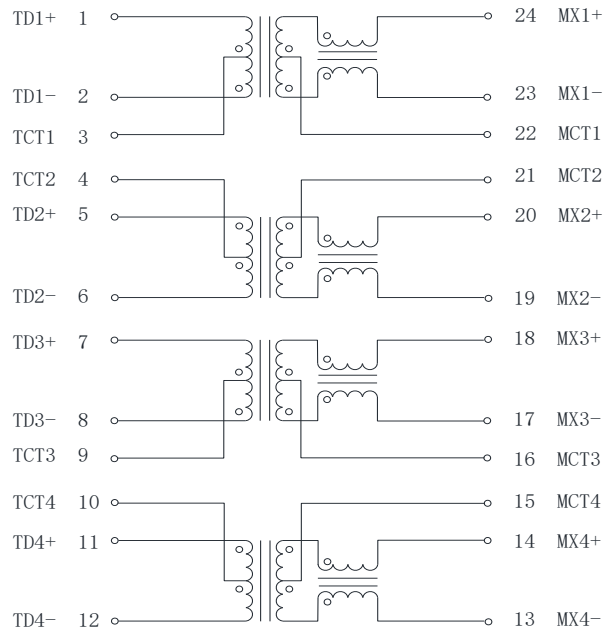 TD1+ 1 24 MX1+
TD1- 2 23 MX1-
TCT1 3 22 MCT1
TCT2 4 21 MCT2
TD2+ 5 20 MX2+
TD2- 6 19 MX2-
TD3+ 7 18 MX3+
TD3- 8 17 MX3-
TCT3 9 16 MCT3
TCT4 10 15 MCT4
TD4+ 11 14 MX4+
TD4- 12 13 MX4-